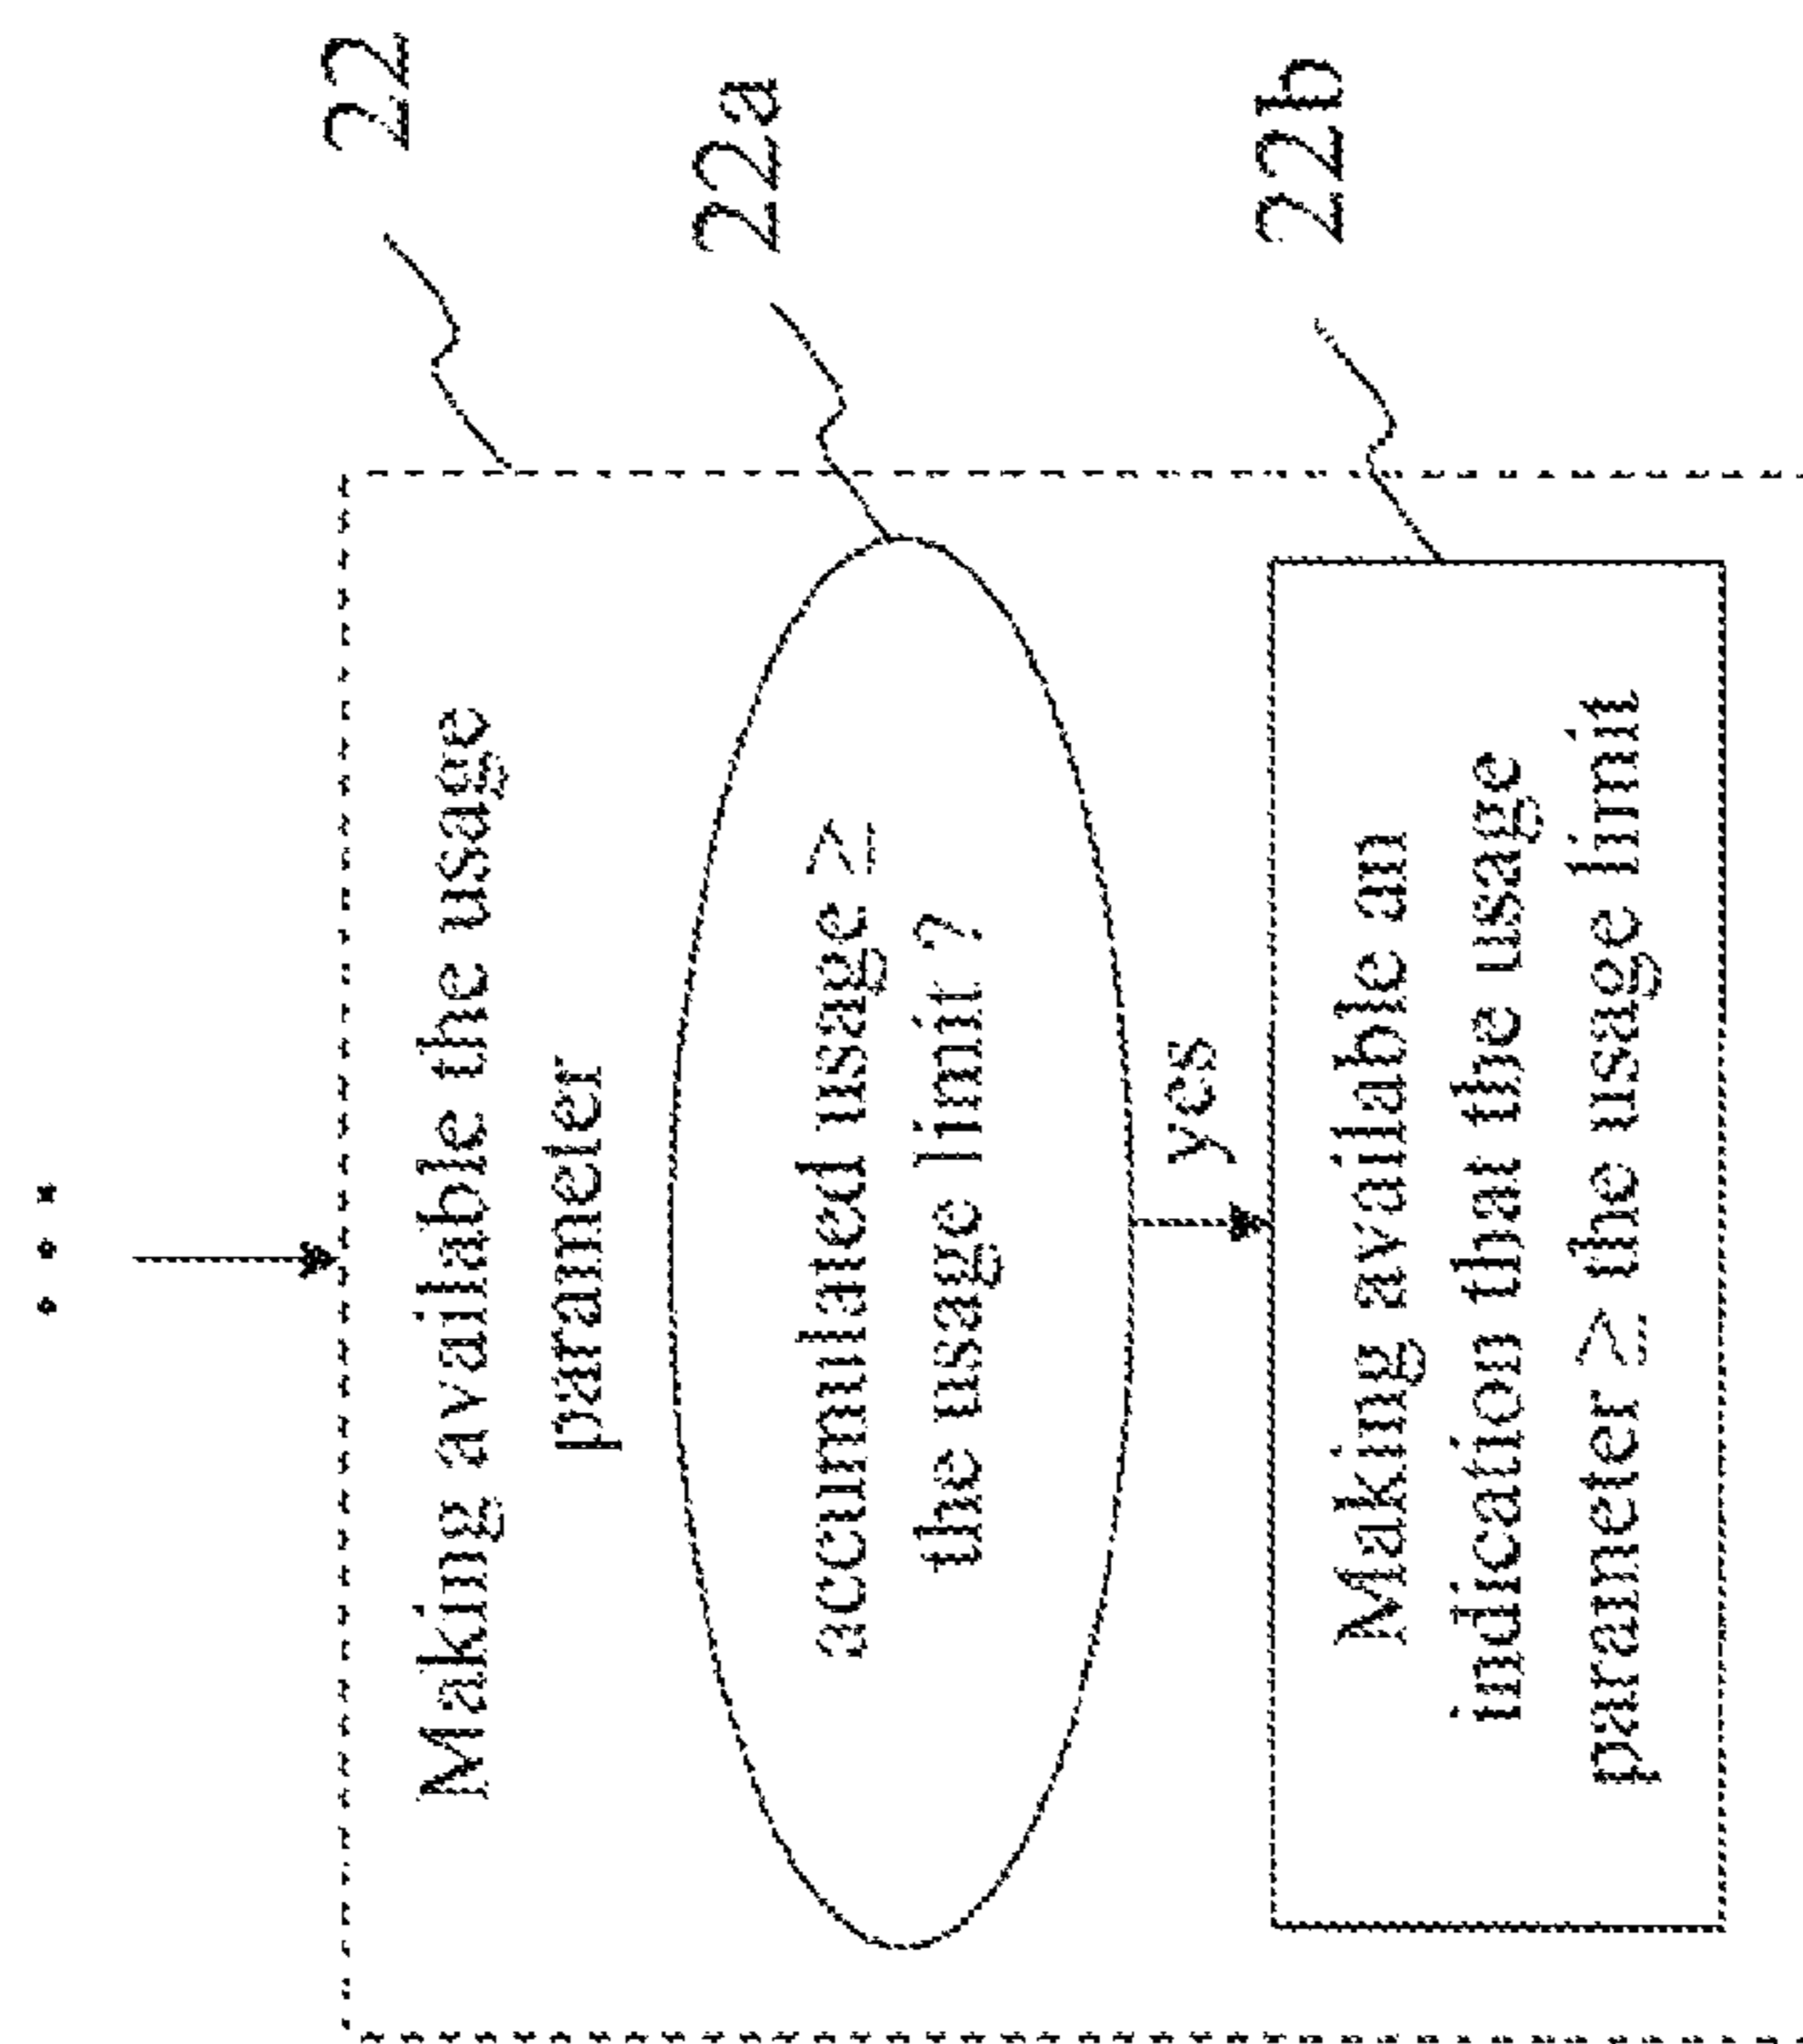 22
Making available the usage
parameter
22a
accumulated usage ≥
the usage limit ?
yes
22b
Making available an
indication that the usage
parameter ≥ the usage limit